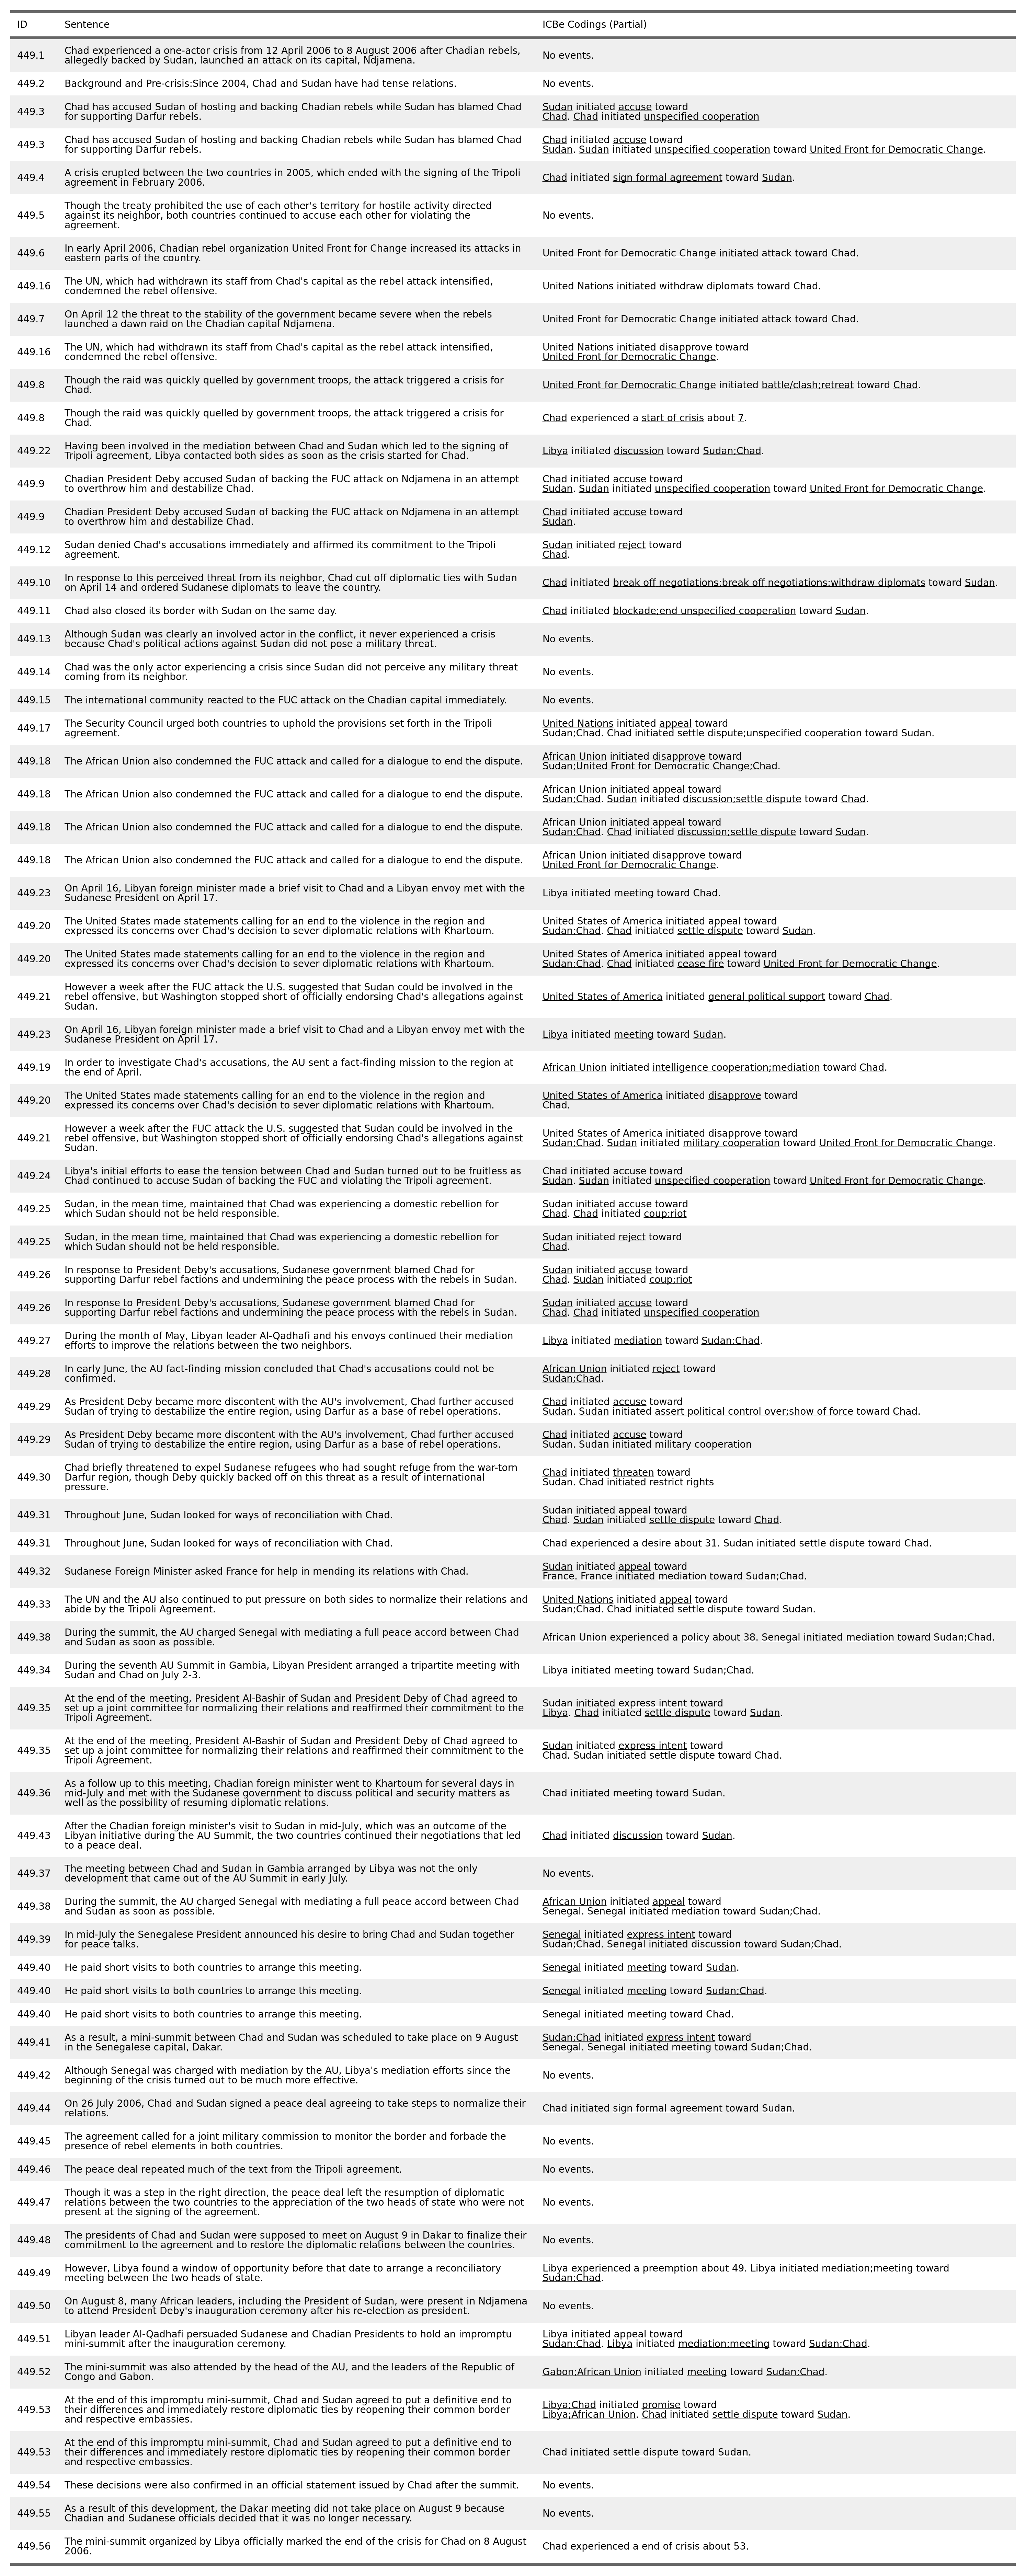 ID Sentence ICBe Codings (Partial)
449.1 Chad experienced a one-actor crisis from 12 April 2006 to 8 August 2006 after Chadian rebels, allegedly backed by Sudan, launched an attack on its capital, Ndjamena. No events.
449.2 Background and Pre-crisis:Since 2004, Chad and Sudan have had tense relations. No events.
449.3 Chad has accused Sudan of hosting and backing Chadian rebels while Sudan has blamed Chad for supporting Darfur rebels. Sudan initiated accuse toward Chad. Chad initiated unspecified cooperation
449.3 Chad has accused Sudan of hosting and backing Chadian rebels while Sudan has blamed Chad for supporting Darfur rebels. Chad initiated accuse toward Sudan. Sudan initiated unspecified cooperation toward United Front for Democratic Change.
449.4 A crisis erupted between the two countries in 2005, which ended with the signing of the Tripoli agreement in February 2006. Chad initiated sign formal agreement toward Sudan.
449.5 Though the treaty prohibited the use of each other's territory for hostile activity directed against its neighbor, both countries continued to accuse each other for violating the agreement. No events.
449.6 In early April 2006, Chadian rebel organization United Front for Change increased its attacks in eastern parts of the country. United Front for Democratic Change initiated attack toward Chad.
449.16 The UN, which had withdrawn its staff from Chad's capital as the rebel attack intensified, condemned the rebel offensive. United Nations initiated withdraw diplomats toward Chad.
449.7 On April 12 the threat to the stability of the government became severe when the rebels launched a dawn raid on the Chadian capital Ndjamena. United Front for Democratic Change initiated attack toward Chad.
449.16 The UN, which had withdrawn its staff from Chad's capital as the rebel attack intensified, condemned the rebel offensive. United Nations initiated disapprove toward United Front for Democratic Change.
449.8 Though the raid was quickly quelled by government troops, the attack triggered a crisis for Chad. United Front for Democratic Change initiated battle/clash;retreat toward Chad.
449.8 Though the raid was quickly quelled by government troops, the attack triggered a crisis for Chad. Chad experienced a start of crisis about 7.
449.22 Having been involved in the mediation between Chad and Sudan which led to the signing of Tripoli agreement, Libya contacted both sides as soon as the crisis started for Chad. Libya initiated discussion toward Sudan;Chad.
449.9 Chadian President Deby accused Sudan of backing the FUC attack on Ndjamena in an attempt to overthrow him and destabilize Chad. Chad initiated accuse toward Sudan. Sudan initiated unspecified cooperation toward United Front for Democratic Change.
449.9 Chadian President Deby accused Sudan of backing the FUC attack on Ndjamena in an attempt to overthrow him and destabilize Chad. Chad initiated accuse toward Sudan.
449.12 Sudan denied Chad's accusations immediately and affirmed its commitment to the Tripoli agreement. Sudan initiated reject toward Chad.
449.10 In response to this perceived threat from its neighbor, Chad cut off diplomatic ties with Sudan on April 14 and ordered Sudanese diplomats to leave the country. Chad initiated break off negotiations;break off negotiations;withdraw diplomats toward Sudan.
449.11 Chad also closed its border with Sudan on the same day. Chad initiated blockade;end unspecified cooperation toward Sudan.
449.13 Although Sudan was clearly an involved actor in the conflict, it never experienced a crisis because Chad's political actions against Sudan did not pose a military threat. No events.
449.14 Chad was the only actor experiencing a crisis since Sudan did not perceive any military threat coming from its neighbor. No events.
449.15 The international community reacted to the FUC attack on the Chadian capital immediately. No events.
449.17 The Security Council urged both countries to uphold the provisions set forth in the Tripoli agreement. United Nations initiated appeal toward Sudan;Chad. Chad initiated settle dispute;unspecified cooperation toward Sudan.
449.18 The African Union also condemned the FUC attack and called for a dialogue to end the dispute. African Union initiated disapprove toward Sudan;United Front for Democratic Change;Chad.
449.18 The African Union also condemned the FUC attack and called for a dialogue to end the dispute. African Union initiated appeal toward Sudan;Chad. Sudan initiated discussion;settle dispute toward Chad.
449.18 The African Union also condemned the FUC attack and called for a dialogue to end the dispute. African Union initiated appeal toward Sudan;Chad. Chad initiated discussion;settle dispute toward Sudan.
449.18 The African Union also condemned the FUC attack and called for a dialogue to end the dispute. African Union initiated disapprove toward United Front for Democratic Change.
449.23 On April 16, Libyan foreign minister made a brief visit to Chad and a Libyan envoy met with the Sudanese President on April 17. Libya initiated meeting toward Chad.
449.20 The United States made statements calling for an end to the violence in the region and expressed its concerns over Chad's decision to sever diplomatic relations with Khartoum. United States of America initiated appeal toward Sudan;Chad. Chad initiated settle dispute toward Sudan.
449.20 The United States made statements calling for an end to the violence in the region and expressed its concerns over Chad's decision to sever diplomatic relations with Khartoum. United States of America initiated appeal toward Sudan;Chad. Chad initiated cease fire toward United Front for Democratic Change.
449.21 However a week after the FUC attack the U.S. suggested that Sudan could be involved in the rebel offensive, but Washington stopped short of officially endorsing Chad's allegations against Sudan. United States of America initiated general political support toward Chad.
449.23 On April 16, Libyan foreign minister made a brief visit to Chad and a Libyan envoy met with the Sudanese President on April 17. Libya initiated meeting toward Sudan.
449.19 In order to investigate Chad's accusations, the AU sent a fact-finding mission to the region at the end of April. African Union initiated intelligence cooperation;mediation toward Chad.
449.20 The United States made statements calling for an end to the violence in the region and expressed its concerns over Chad's decision to sever diplomatic relations with Khartoum. United States of America initiated disapprove toward Chad.
449.21 However a week after the FUC attack the U.S. suggested that Sudan could be involved in the rebel offensive, but Washington stopped short of officially endorsing Chad's allegations against Sudan. United States of America initiated disapprove toward Sudan;Chad. Sudan initiated military cooperation toward United Front for Democratic Change.
449.24 Libya's initial efforts to ease the tension between Chad and Sudan turned out to be fruitless as Chad continued to accuse Sudan of backing the FUC and violating the Tripoli agreement. Chad initiated accuse toward Sudan. Sudan initiated unspecified cooperation toward United Front for Democratic Change.
449.25 Sudan, in the mean time, maintained that Chad was experiencing a domestic rebellion for which Sudan should not be held responsible. Sudan initiated accuse toward Chad. Chad initiated coup;riot
449.25 Sudan, in the mean time, maintained that Chad was experiencing a domestic rebellion for which Sudan should not be held responsible. Sudan initiated reject toward Chad.
449.26 In response to President Deby's accusations, Sudanese government blamed Chad for supporting Darfur rebel factions and undermining the peace process with the rebels in Sudan. Sudan initiated accuse toward Chad. Sudan initiated coup;riot
449.26 In response to President Deby's accusations, Sudanese government blamed Chad for supporting Darfur rebel factions and undermining the peace process with the rebels in Sudan. Sudan initiated accuse toward Chad. Chad initiated unspecified cooperation
449.27 During the month of May, Libyan leader Al-Qadhafi and his envoys continued their mediation efforts to improve the relations between the two neighbors. Libya initiated mediation toward Sudan;Chad.
449.28 In early June, the AU fact-finding mission concluded that Chad's accusations could not be confirmed. African Union initiated reject toward Sudan;Chad.
449.29 As President Deby became more discontent with the AU's involvement, Chad further accused Sudan of trying to destabilize the entire region, using Darfur as a base of rebel operations. Chad initiated accuse toward Sudan. Sudan initiated assert political control over;show of force toward Chad.
449.29 As President Deby became more discontent with the AU's involvement, Chad further accused Sudan of trying to destabilize the entire region, using Darfur as a base of rebel operations. Chad initiated accuse toward Sudan. Sudan initiated military cooperation
449.30 Chad briefly threatened to expel Sudanese refugees who had sought refuge from the war-torn Darfur region, though Deby quickly backed off on this threat as a result of international pressure. Chad initiated threaten toward Sudan. Chad initiated restrict rights
449.31 Throughout June, Sudan looked for ways of reconciliation with Chad. Sudan initiated appeal toward Chad. Sudan initiated settle dispute toward Chad.
449.31 Throughout June, Sudan looked for ways of reconciliation with Chad. Chad experienced a desire about 31. Sudan initiated settle dispute toward Chad.
449.32 Sudanese Foreign Minister asked France for help in mending its relations with Chad. Sudan initiated appeal toward France. France initiated mediation toward Sudan;Chad.
449.33 The UN and the AU also continued to put pressure on both sides to normalize their relations and abide by the Tripoli Agreement. United Nations initiated appeal toward Sudan;Chad. Chad initiated settle dispute toward Sudan.
449.38 During the summit, the AU charged Senegal with mediating a full peace accord between Chad and Sudan as soon as possible. African Union experienced a policy about 38. Senegal initiated mediation toward Sudan;Chad.
449.34 During the seventh AU Summit in Gambia, Libyan President arranged a tripartite meeting with Sudan and Chad on July 2-3. Libya initiated meeting toward Sudan;Chad.
449.35 At the end of the meeting, President Al-Bashir of Sudan and President Deby of Chad agreed to set up a joint committee for normalizing their relations and reaffirmed their commitment to the Tripoli Agreement. Sudan initiated express intent toward Libya. Chad initiated settle dispute toward Sudan.
449.35 At the end of the meeting, President Al-Bashir of Sudan and President Deby of Chad agreed to set up a joint committee for normalizing their relations and reaffirmed their commitment to the Tripoli Agreement. Sudan initiated express intent toward Chad. Sudan initiated settle dispute toward Chad.
449.36 As a follow up to this meeting, Chadian foreign minister went to Khartoum for several days in mid-July and met with the Sudanese government to discuss political and security matters as well as the possibility of resuming diplomatic relations. Chad initiated meeting toward Sudan.
449.43 After the Chadian foreign minister's visit to Sudan in mid-July, which was an outcome of the Libyan initiative during the AU Summit, the two countries continued their negotiations that led to a peace deal. Chad initiated discussion toward Sudan.
449.37 The meeting between Chad and Sudan in Gambia arranged by Libya was not the only development that came out of the AU Summit in early July. No events.
449.38 During the summit, the AU charged Senegal with mediating a full peace accord between Chad and Sudan as soon as possible. African Union initiated appeal toward Senegal. Senegal initiated mediation toward Sudan;Chad.
449.39 In mid-July the Senegalese President announced his desire to bring Chad and Sudan together for peace talks. Senegal initiated express intent toward Sudan;Chad. Senegal initiated discussion toward Sudan;Chad.
449.40 He paid short visits to both countries to arrange this meeting. Senegal initiated meeting toward Sudan.
449.40 He paid short visits to both countries to arrange this meeting. Senegal initiated meeting toward Sudan;Chad.
449.40 He paid short visits to both countries to arrange this meeting. Senegal initiated meeting toward Chad.
449.41 As a result, a mini-summit between Chad and Sudan was scheduled to take place on 9 August in the Senegalese capital, Dakar. Sudan;Chad initiated express intent toward Senegal. Senegal initiated meeting toward Sudan;Chad.
449.42 Although Senegal was charged with mediation by the AU, Libya's mediation efforts since the beginning of the crisis turned out to be much more effective. No events.
449.44 On 26 July 2006, Chad and Sudan signed a peace deal agreeing to take steps to normalize their relations. Chad initiated sign formal agreement toward Sudan.
449.45 The agreement called for a joint military commission to monitor the border and forbade the presence of rebel elements in both countries. No events.
449.46 The peace deal repeated much of the text from the Tripoli agreement. No events.
449.47 Though it was a step in the right direction, the peace deal left the resumption of diplomatic relations between the two countries to the appreciation of the two heads of state who were not present at the signing of the agreement. No events.
449.48 The presidents of Chad and Sudan were supposed to meet on August 9 in Dakar to finalize their commitment to the agreement and to restore the diplomatic relations between the countries. No events.
449.49 However, Libya found a window of opportunity before that date to arrange a reconciliatory meeting between the two heads of state. Libya experienced a preemption about 49. Libya initiated mediation;meeting toward Sudan;Chad.
449.50 On August 8, many African leaders, including the President of Sudan, were present in Ndjamena to attend President Deby's inauguration ceremony after his re-election as president. No events.
449.51 Libyan leader Al-Qadhafi persuaded Sudanese and Chadian Presidents to hold an impromptu mini-summit after the inauguration ceremony. Libya initiated appeal toward Sudan;Chad. Libya initiated mediation;meeting toward Sudan;Chad.
449.52 The mini-summit was also attended by the head of the AU, and the leaders of the Republic of Congo and Gabon. Gabon;African Union initiated meeting toward Sudan;Chad.
449.53 At the end of this impromptu mini-summit, Chad and Sudan agreed to put a definitive end to their differences and immediately restore diplomatic ties by reopening their common border and respective embassies. Libya;Chad initiated promise toward Libya;African Union. Chad initiated settle dispute toward Sudan.
449.53 At the end of this impromptu mini-summit, Chad and Sudan agreed to put a definitive end to their differences and immediately restore diplomatic ties by reopening their common border and respective embassies. Chad initiated settle dispute toward Sudan.
449.54 These decisions were also confirmed in an official statement issued by Chad after the summit. No events.
449.55 As a result of this development, the Dakar meeting did not take place on August 9 because Chadian and Sudanese officials decided that it was no longer necessary. No events.
449.56 The mini-summit organized by Libya officially marked the end of the crisis for Chad on 8 August 2006. Chad experienced a end of crisis about 53.